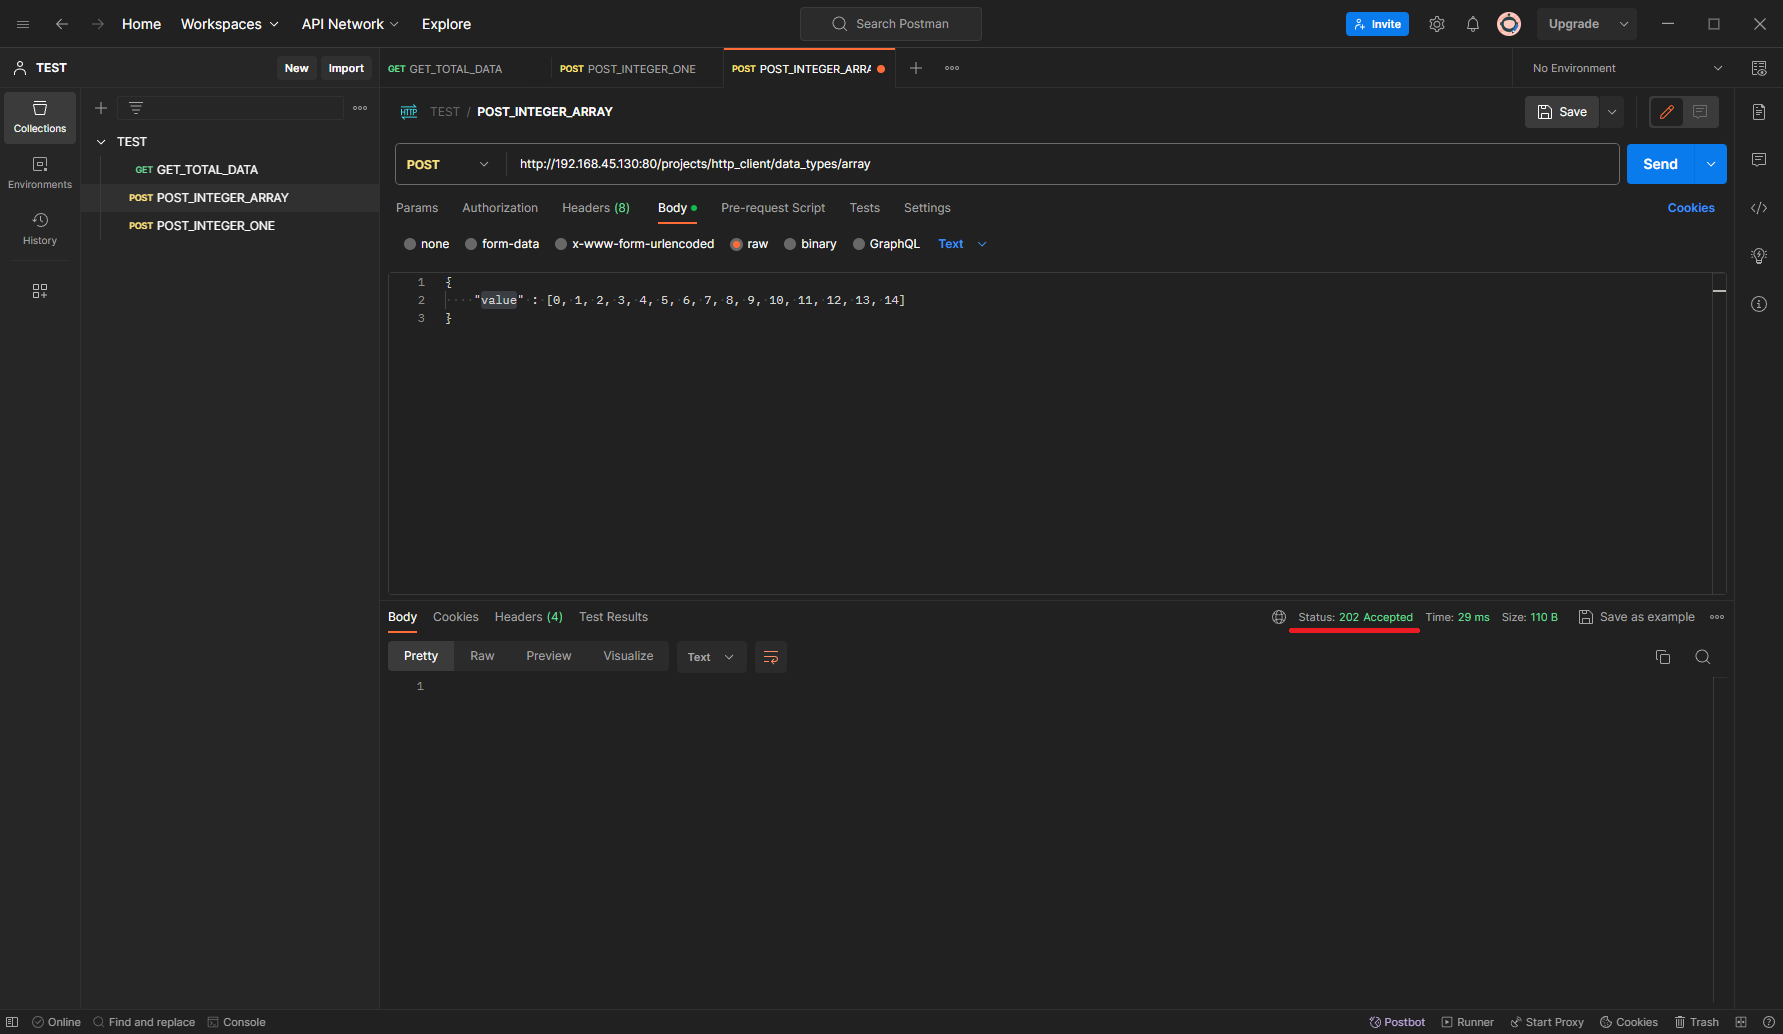 Home Workspaces API Network Explore Search Postman Invite Upgrade
TEST New Import GET GET_TOTAL_DATA POST POST_INTEGER_ONE POST POST_INTEGER_ARRA No Environment
Collections
Environments
History
TEST
GET GET_TOTAL_DATA
POST POST_INTEGER_ARRAY
POST POST_INTEGER_ONE
HTTP TEST / POST_INTEGER_ARRAY Save
POST http://192.168.45.130:80/projects/http_client/data_types/array Send
Params Authorization Headers (8) Body Pre-request Script Tests Settings Cookies
none form-data x-www-form-urlencoded raw binary GraphQL Text
1 {
2 "value" : [0, 1, 2, 3, 4, 5, 6, 7, 8, 9, 10, 11, 12, 13, 14]
3 }
Body Cookies Headers (4) Test Results Status: 202 Accepted Time: 29 ms Size: 110 B Save as example
Pretty Raw Preview Visualize Text
1
Online Find and replace Console Postbot Runner Start Proxy Cookies Trash